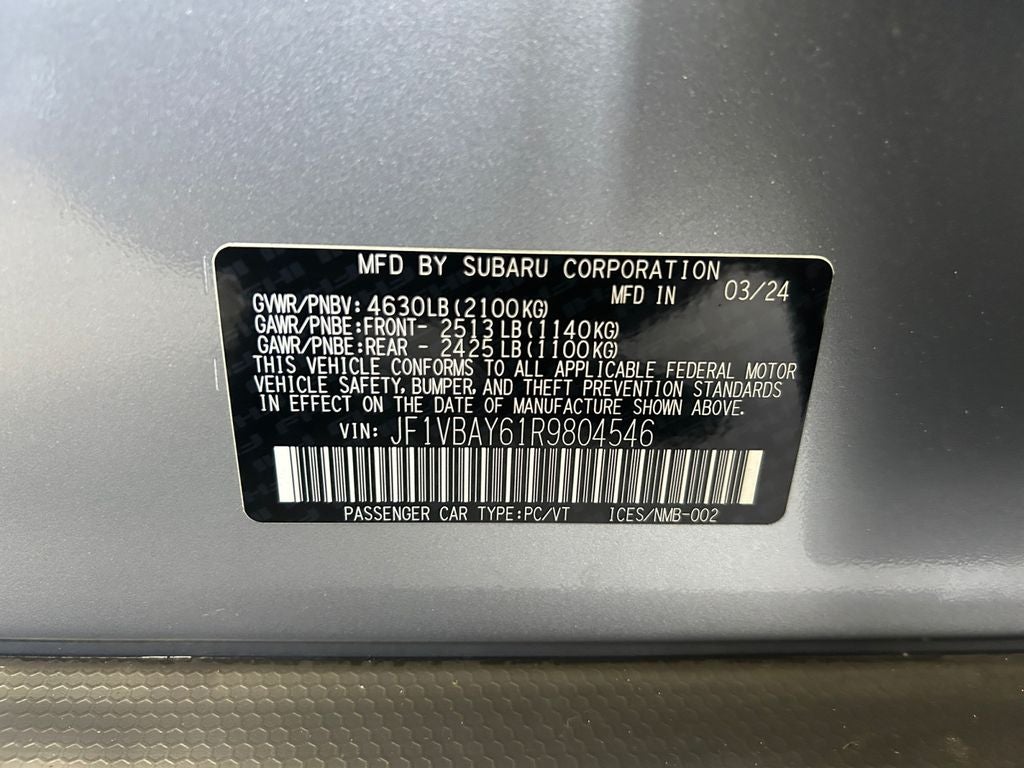 MFD BY SUBARU CORPORATION
MFD IN 03/24
GVWR/PNBV: 4630LB(2100KG)
GAWR/PNBE:FRONT- 2513 LB(1140KG)
GAWR/PNBE:REAR - 2425 LB(1100KG)
THIS VEHICLE CONFORMS TO ALL APPLICABLE FEDERAL MOTOR
VEHICLE SAFETY, BUMPER, AND THEFT PREVENTION STANDARDS
IN EFFECT ON THE DATE OF MANUFACTURE SHOWN ABOVE.
VIN: JF1VBAY61R9804546
PASSENGER CAR TYPE:PC/VT ICES/NMB-002